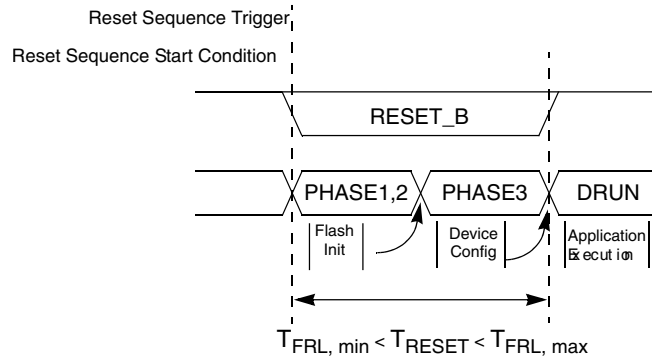 Reset Sequence Trigger
Reset Sequence Start Condition
RESET_B
PHASE1,2
PHASE3
DRUN
Flash
Init
Device
Config
Application
Execution
TFRL, min < TRESET < TFRL, max